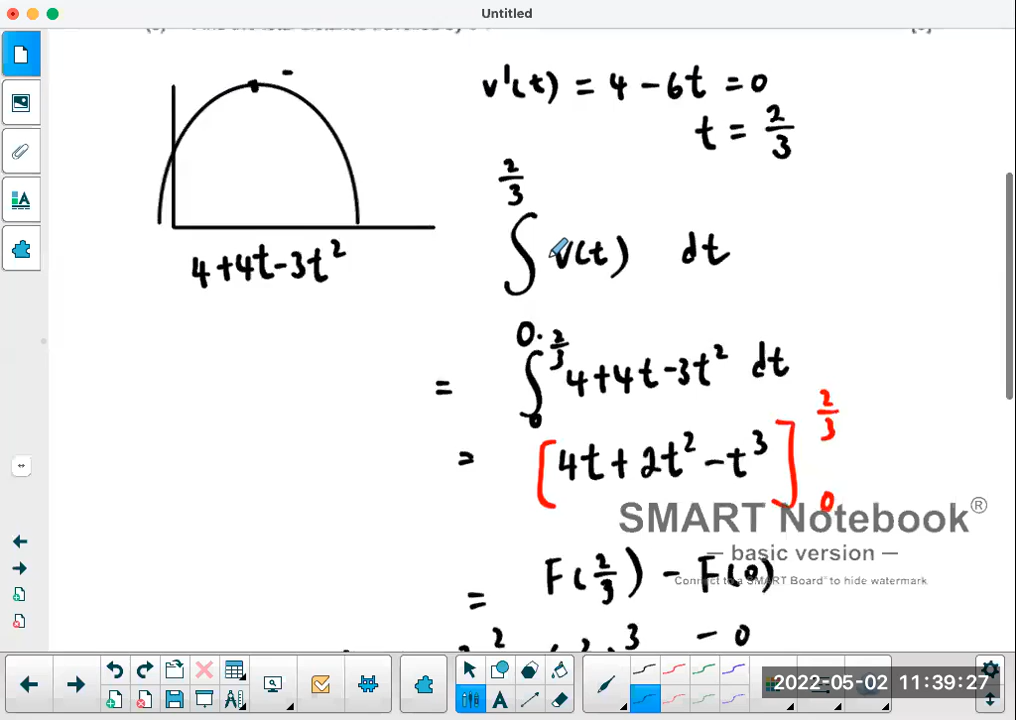 Untitled
v'(t) = 4 - 6t = 0
t = 2/3
∫₀^(2/3) v(t) dt
4+4t-3t²
= ∫₀^(2/3) 4+4t-3t² dt
= [4t+2t²-t³]₀^(2/3)
SMART Notebook®
— basic version —
Connect to a SMART Board™ to hide watermark.
= F(2/3) - F(0)
- 0
2022-05-02 11:39:27